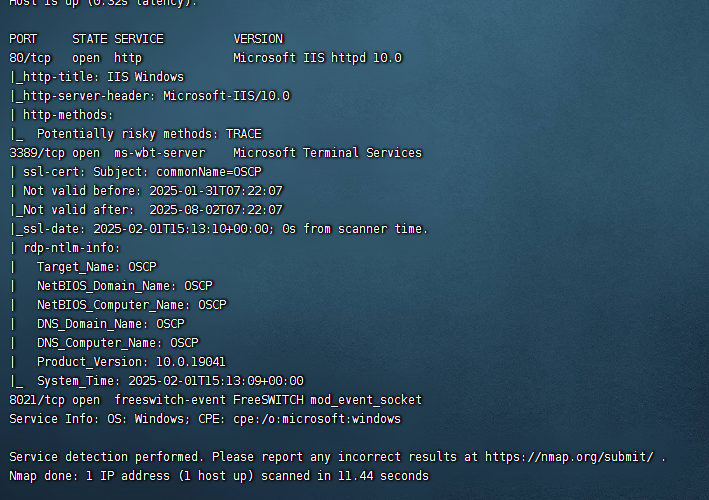 Host is up (0.32s latency).
PORT     STATE SERVICE          VERSION
80/tcp   open  http             Microsoft IIS httpd 10.0
|_http-title: IIS Windows
|_http-server-header: Microsoft-IIS/10.0
| http-methods:
|_  Potentially risky methods: TRACE
3389/tcp open  ms-wbt-server    Microsoft Terminal Services
| ssl-cert: Subject: commonName=OSCP
| Not valid before: 2025-01-31T07:22:07
|_Not valid after:  2025-08-02T07:22:07
|_ssl-date: 2025-02-01T15:13:10+00:00; 0s from scanner time.
| rdp-ntlm-info:
|   Target_Name: OSCP
|   NetBIOS_Domain_Name: OSCP
|   NetBIOS_Computer_Name: OSCP
|   DNS_Domain_Name: OSCP
|   DNS_Computer_Name: OSCP
|   Product_Version: 10.0.19041
|_  System_Time: 2025-02-01T15:13:09+00:00
8021/tcp open  freeswitch-event FreeSWITCH mod_event_socket
Service Info: OS: Windows; CPE: cpe:/o:microsoft:windows
Service detection performed. Please report any incorrect results at https://nmap.org/submit/ .
Nmap done: 1 IP address (1 host up) scanned in 11.44 seconds